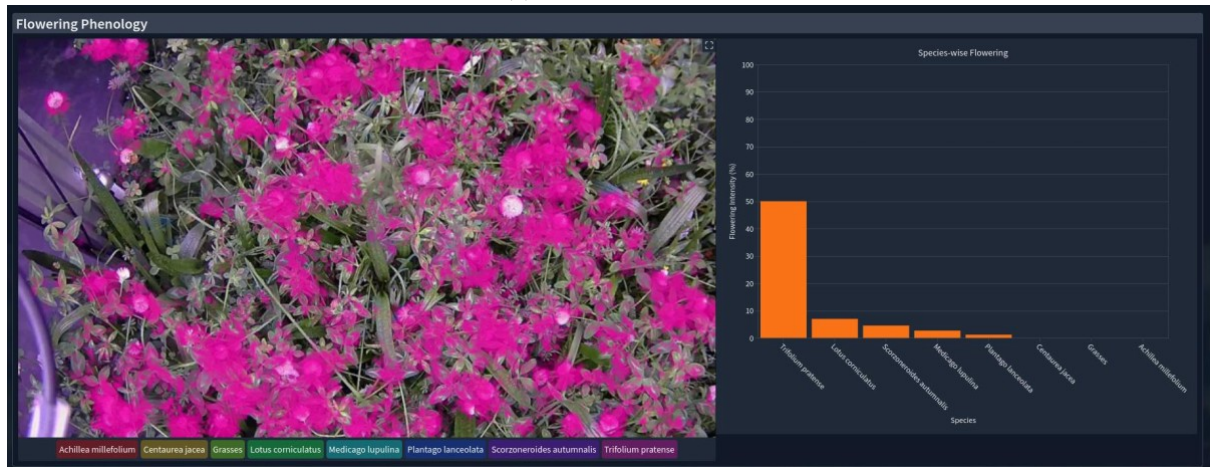 Flowering Phenology
Species-wise Flowering
100
90
80
70
60
50
40
30
20
10
0
Flowering Intensity (%)
Trifolium pratense
Lotus corniculatus
Scorzoneroides autumnalis
Medicago lupulina
Plantago lanceolata
Centaurea jacea
Grasses
Achillea millefolium
Species
Achillea millefolium Centaurea jacea Grasses Lotus corniculatus Medicago lupulina Plantago lanceolata Scorzoneroides autumnalis Trifolium pratense